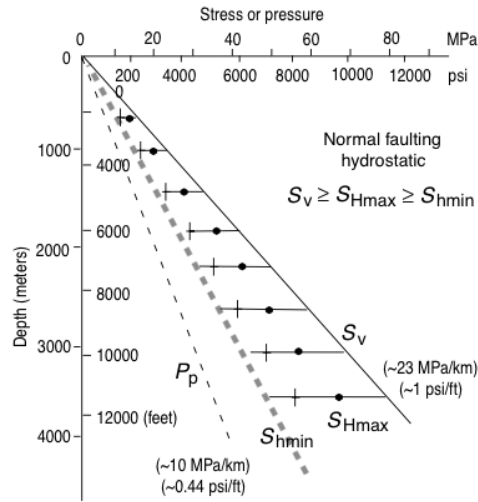 Stress or pressure
0 20 40 60 80 MPa
0 200 4000 6000 8000 10000 12000 psi
0
Normal faulting
hydrostatic
Sv ≥ SHmax ≥ Shmin
1000
4000
6000
2000
8000
3000
10000
12000 (feet)
4000
Depth (meters)
Pp
Sv
(~23 MPa/km)
(~1 psi/ft)
SHmax
Shmin
(~10 MPa/km)
(~0.44 psi/ft)